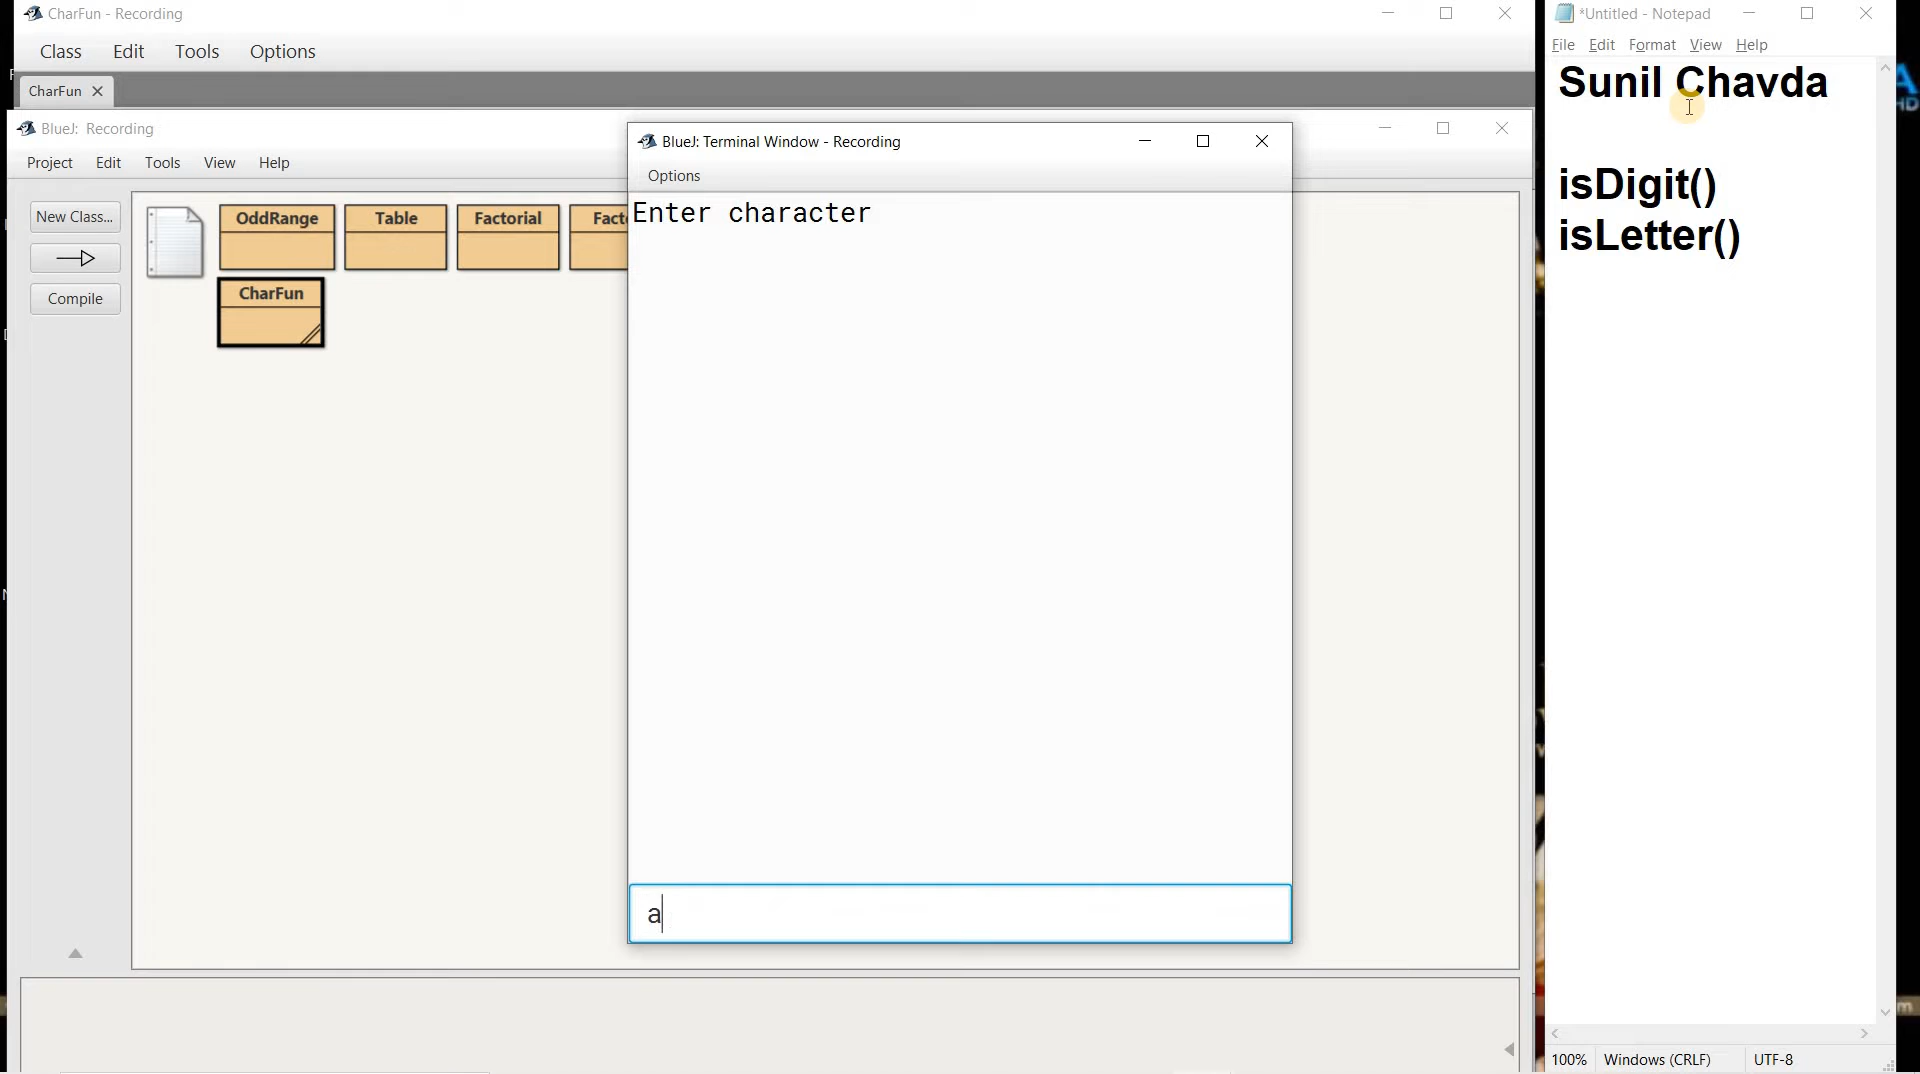 CharFun - Recording
Class Edit Tools Options
CharFun
BlueJ: Recording
Project Edit Tools View Help
New Class...
Compile
OddRange
Table
Factorial
CharFun
BlueJ: Terminal Window - Recording
Options
Enter character
a
*Untitled - Notepad
File Edit Format View Help
Sunil Chavda
isDigit()
isLetter()
100% Windows (CRLF) UTF-8